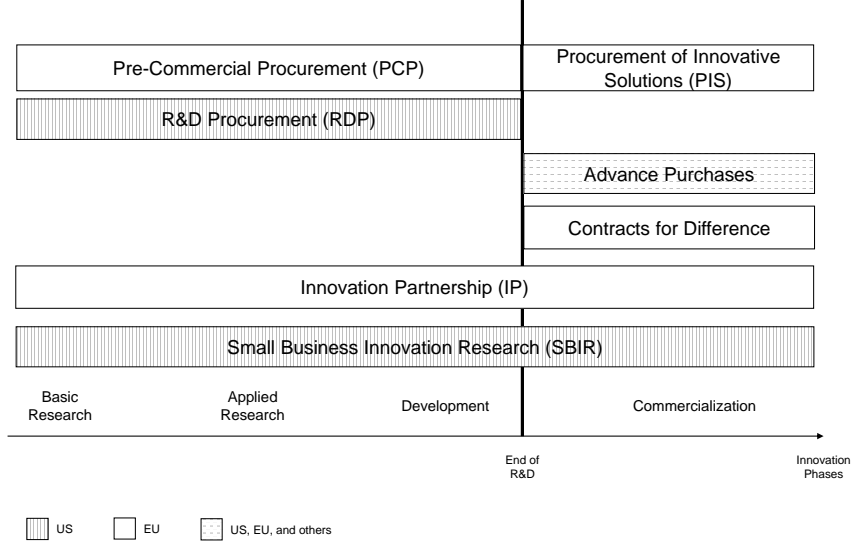 Pre-Commercial Procurement (PCP)
Procurement of Innovative
Solutions (PIS)
R&D Procurement (RDP)
Advance Purchases
Contracts for Difference
Innovation Partnership (IP)
Small Business Innovation Research (SBIR)
Basic
Research
Applied
Research
Development
Commercialization
End of
R&D
Innovation
Phases
US
EU
US, EU, and others